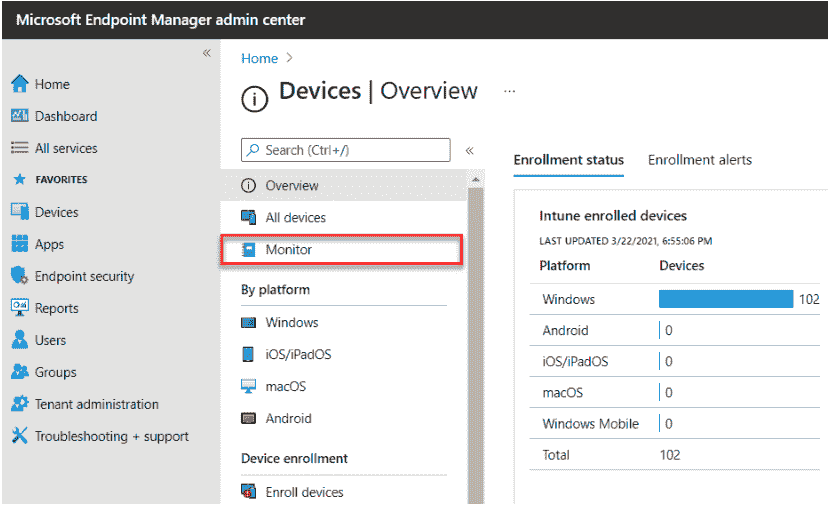 Microsoft Endpoint Manager admin center
«
Home
Dashboard
All services
FAVORITES
Devices
Apps
Endpoint security
Reports
Users
Groups
Tenant administration
Troubleshooting + support
Home >
Devices | Overview ...
Search (Ctrl+/) «
Overview
All devices
Monitor
By platform
Windows
iOS/iPadOS
macOS
Android
Device enrollment
Enroll devices
Enrollment status Enrollment alerts
Intune enrolled devices
LAST UPDATED 3/22/2021, 6:55:06 PM
Platform Devices
Windows 102
Android 0
iOS/iPadOS 0
macOS 0
Windows Mobile 0
Total 102